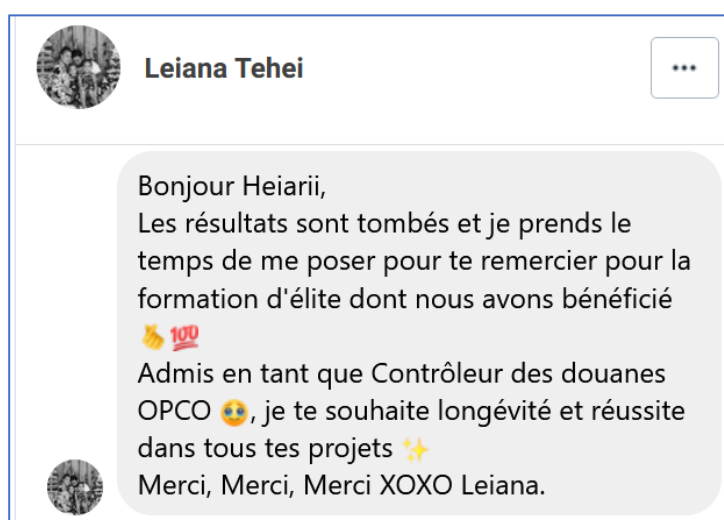 Leiana Tehei
Bonjour Heiarii,
Les résultats sont tombés et je prends le
temps de me poser pour te remercier pour la
formation d'élite dont nous avons bénéficié
🫰💯
Admis en tant que Contrôleur des douanes
OPCO 🥹, je te souhaite longévité et réussite
dans tous tes projets ✨
Merci, Merci, Merci XOXO Leiana.